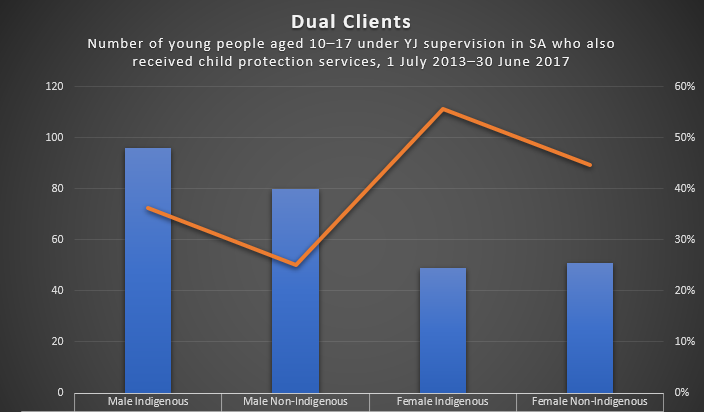 Dual Clients
Number of young people aged 10–17 under YJ supervision in SA who also
received child protection services, 1 July 2013–30 June 2017
120 60%
100 50%
80 40%
60 30%
40 20%
20 10%
0 0%
Male Indigenous Male Non-Indigenous Female Indigenous Female Non-Indigenous